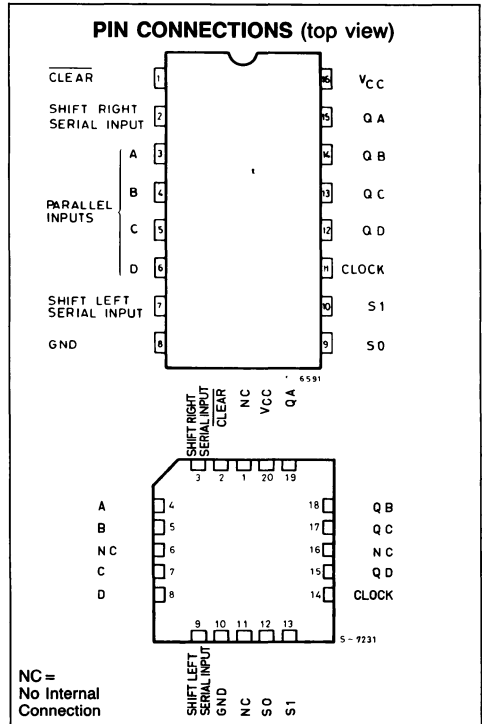 PIN CONNECTIONS (top view)
CLEAR 1 16 VCC
SHIFT RIGHT
SERIAL INPUT 2 15 QA
A 3 14 QB
B 4 13 QC
PARALLEL
INPUTS
C 5 12 QD
D 6 11 CLOCK
SHIFT LEFT
SERIAL INPUT 7 10 S1
GND 8 9 S0
6591
SHIFT RIGHT
SERIAL INPUT
CLEAR
NC
VCC
QA
3 2 1 20 19
A 4 18 QB
B 5 17 QC
NC 6 16 NC
C 7 15 QD
D 8 14 CLOCK
9 10 11 12 13
S-7231
SHIFT LEFT
SERIAL INPUT
GND
NC
S0
S1
NC =
No Internal
Connection